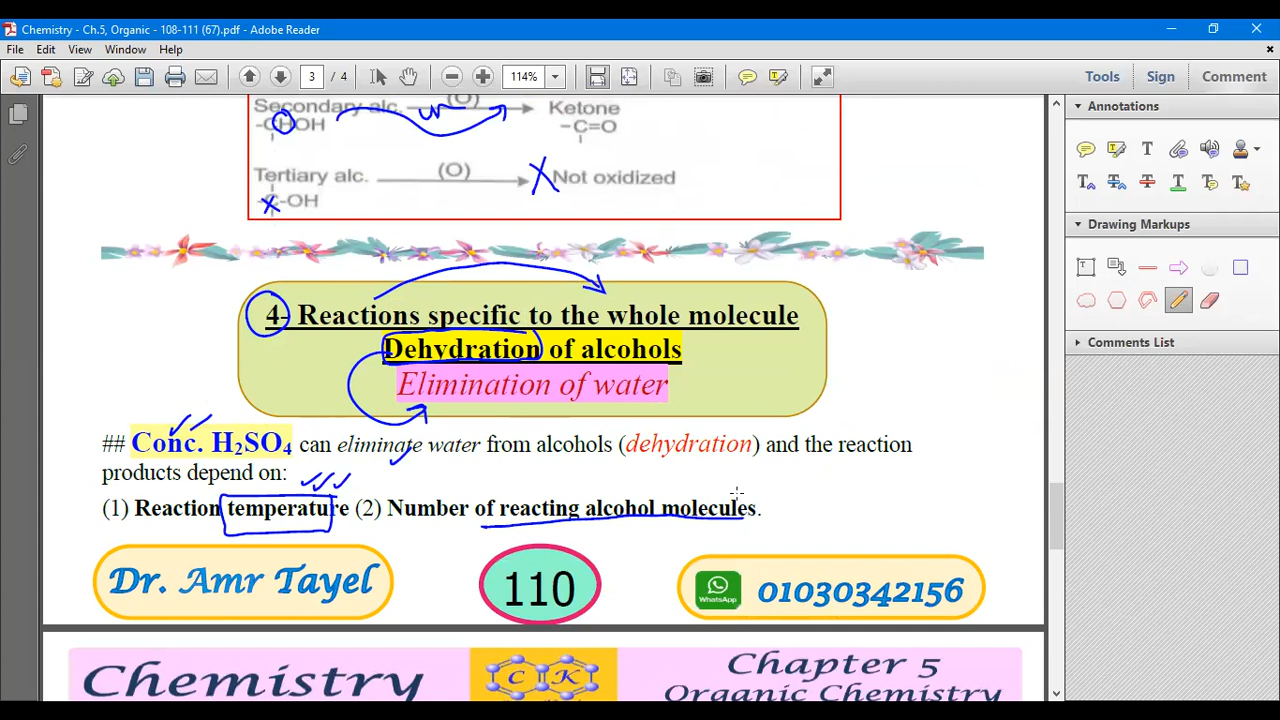 Chemistry - Ch.5, Organic - 108-111 (67).pdf - Adobe Reader
File Edit View Window Help
3 / 4 114% Tools Sign Comment
Secondary alc. (O) Ketone
-CHOH –C=O
Tertiary alc. (O) Not oxidized
-C-OH
4- Reactions specific to the whole molecule
Dehydration of alcohols
Elimination of water
## Conc. H₂SO₄ can eliminate water from alcohols (dehydration) and the reaction
products depend on:
(1) Reaction temperature (2) Number of reacting alcohol molecules.
Dr. Amr Tayel 110 WhatsApp 01030342156
Chemistry C K Chapter 5
Organic Chemistry
Annotations
Drawing Markups
Comments List